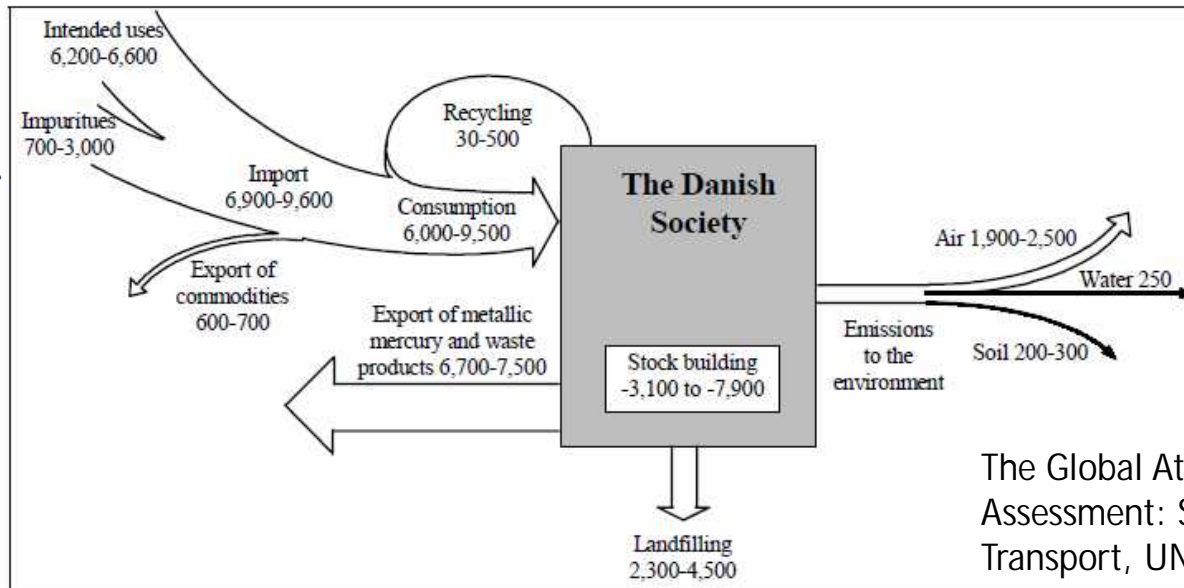 Intended uses
6,200-6,600
Impuritues
700-3,000
Import
6,900-9,600
Recycling
30-500
Consumption
6,000-9,500
Export of
commodities
600-700
Export of metallic
mercury and waste
products 6,700-7,500
The Danish
Society
Stock building
-3,100 to -7,900
Landfilling
2,300-4,500
Emissions
to the
environment
Air 1,900-2,500
Water 250
Soil 200-300
The Global
Assessment:
Transport,